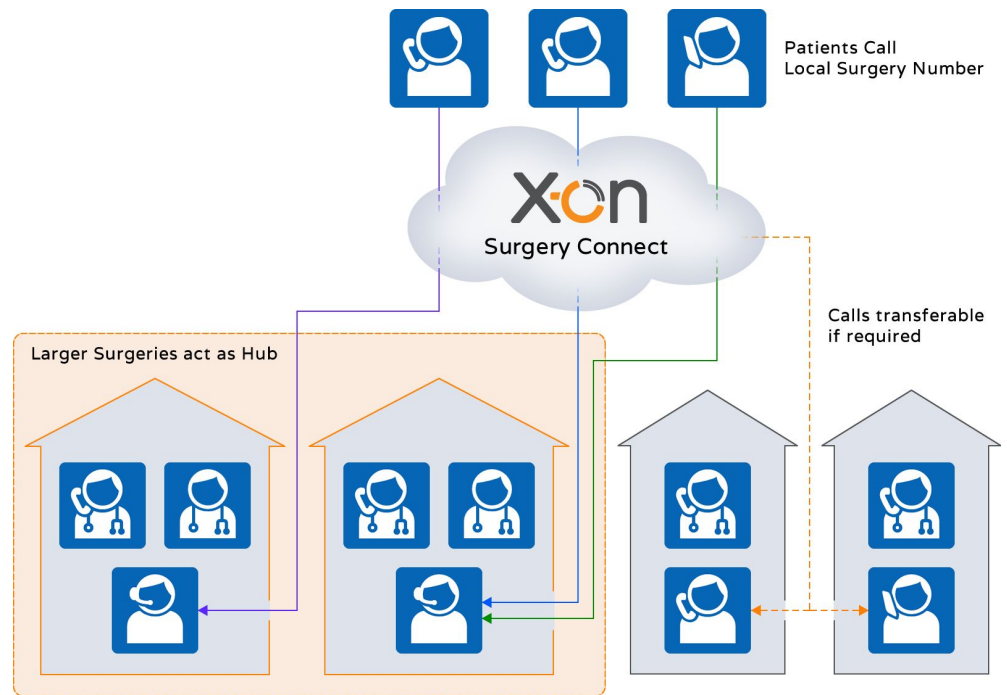 Patients Call
Local Surgery Number
X-on
Surgery Connect
Calls transferable
if required
Larger Surgeries act as Hub